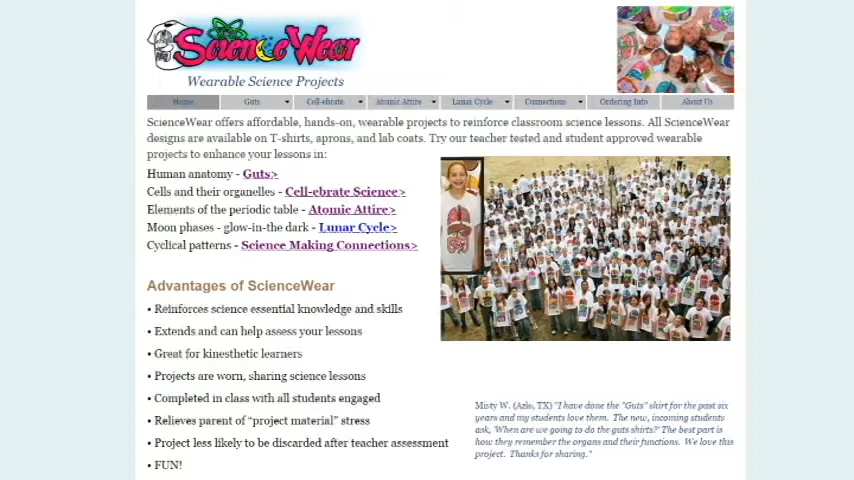 Science Wear
Wearable Science Projects
Home Guts Cell-ebrate Atomic Attire Lunar Cycle Connections Ordering Info About Us
ScienceWear offers affordable, hands-on, wearable projects to reinforce classroom science lessons. All ScienceWear
designs are available on T-shirts, aprons, and lab coats. Try our teacher tested and student approved wearable
projects to enhance your lessons in:
Human anatomy - Guts>
Cells and their organelles - Cell-ebrate Science>
Elements of the periodic table - Atomic Attire>
Moon phases - glow-in-the dark - Lunar Cycle>
Cyclical patterns - Science Making Connections>
Advantages of ScienceWear
• Reinforces science essential knowledge and skills
• Extends and can help assess your lessons
• Great for kinesthetic learners
• Projects are worn, sharing science lessons
• Completed in class with all students engaged
• Relieves parent of “project material” stress
• Project less likely to be discarded after teacher assessment
• FUN!
Misty W. (Azle, TX) "I have done the "Guts" shirt for the past six
years and my students love them. The new, incoming students
ask, 'When are we going to do the guts shirts?' The best part is
how they remember the organs and their functions. We love this
project. Thanks for sharing."